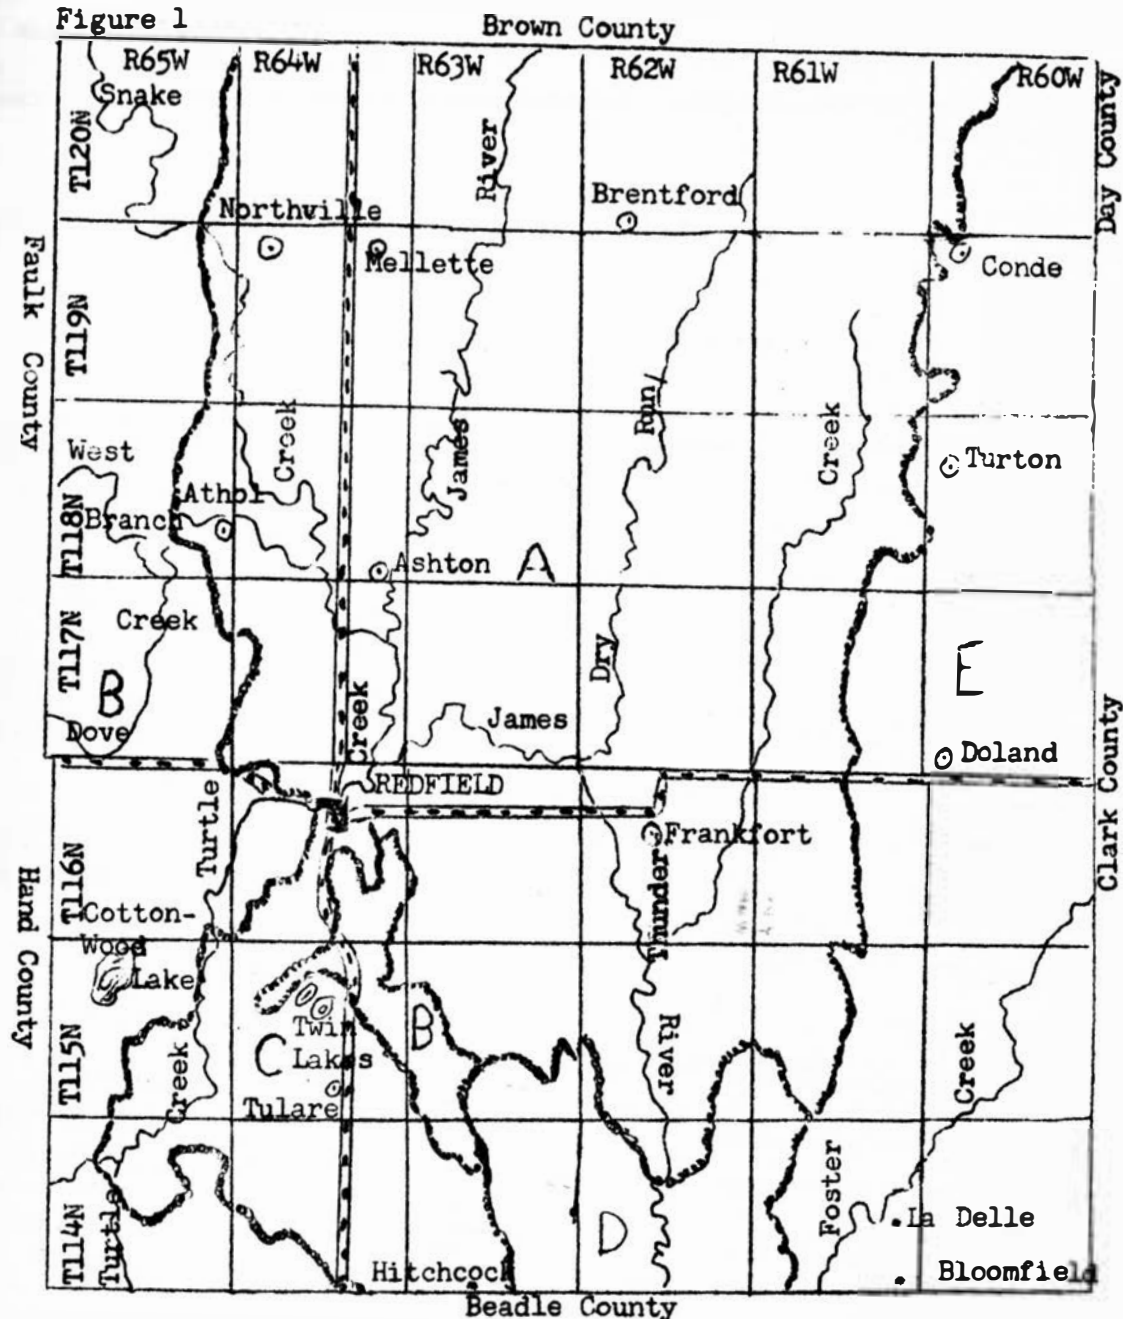 Figure 1
Brown County
R65W R64W R63W R62W R61W R60W
Snake
T120N
River
Day County
Brentford
Northville
Mellette
Conde
Faulk County
T119N
Creek
James
Run
Creek
West
Turton
Athol
Branch
T118N
Ashton
A
Creek
T117N
B
Dry
E
Dove
Creek
James
Doland
Clark County
REDFIELD
Turtle
Frankfort
Hand County
T116N
Thunder
Cotton-
Wood
Lake
Twin
Lakes
C
B
River
T115N
Creek
Creek
Tulare
Foster
La Delle
T114N
Turtle
D
Hitchcock
Bloomfield
Beadle County